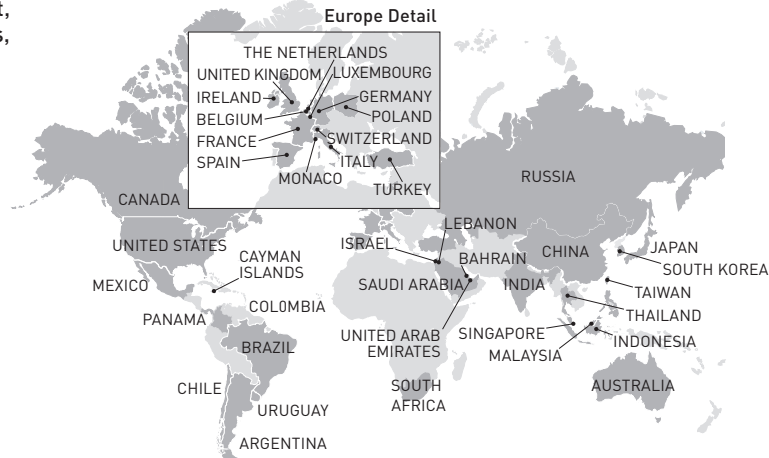 t,
s,
Europe Detail
THE NETHERLANDS
UNITED KINGDOM
LUXEMBOURG
IRELAND
GERMANY
BELGIUM
POLAND
FRANCE
SWITZERLAND
SPAIN
ITALY
MONACO
TURKEY
CANADA
RUSSIA
UNITED STATES
ISRAEL
LEBANON
CAYMAN
ISLANDS
BAHRAIN
CHINA
JAPAN
SOUTH KOREA
MEXICO
SAUDI ARABIA
INDIA
TAIWAN
COLOMBIA
PANAMA
THAILAND
UNITED ARAB
EMIRATES
SINGAPORE
MALAYSIA
INDONESIA
BRAZIL
CHILE
SOUTH
AFRICA
AUSTRALIA
URUGUAY
ARGENTINA